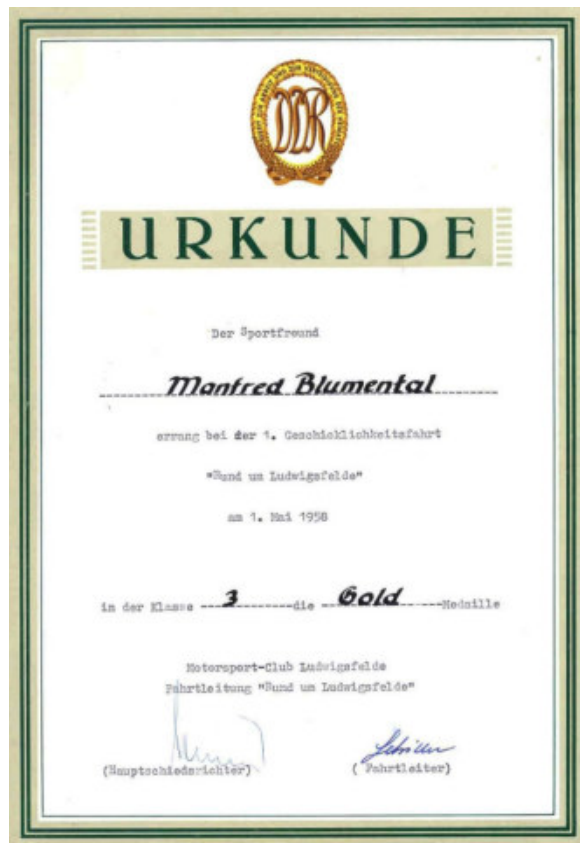 DDR
URKUNDE
Der Sportfreund
Manfred Blumental
errang bei der 1. Geschicklichkeitsfahrt
"Rund um Ludwigsfelde"
am 1. Mai 1958
in der Klasse 3 die Gold Medaille
Motorsport-Club Ludwigsfelde
Fahrtleitung "Rund um Ludwigsfelde"
(Hauptschiedsrichter) ( Fahrtleiter)